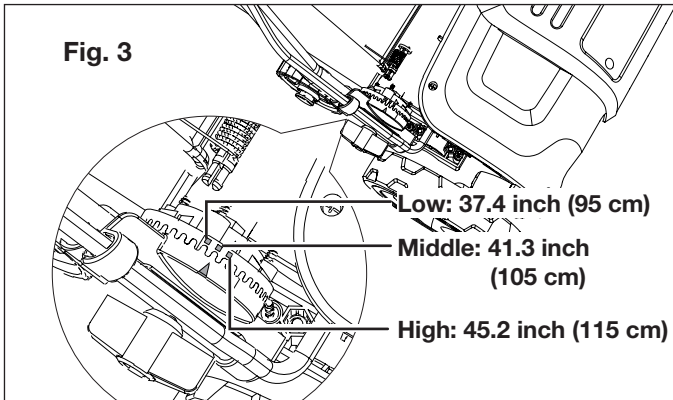 Fig. 3
Low: 37.4 inch (95 cm)
Middle: 41.3 inch
(105 cm)
High: 45.2 inch (115 cm)